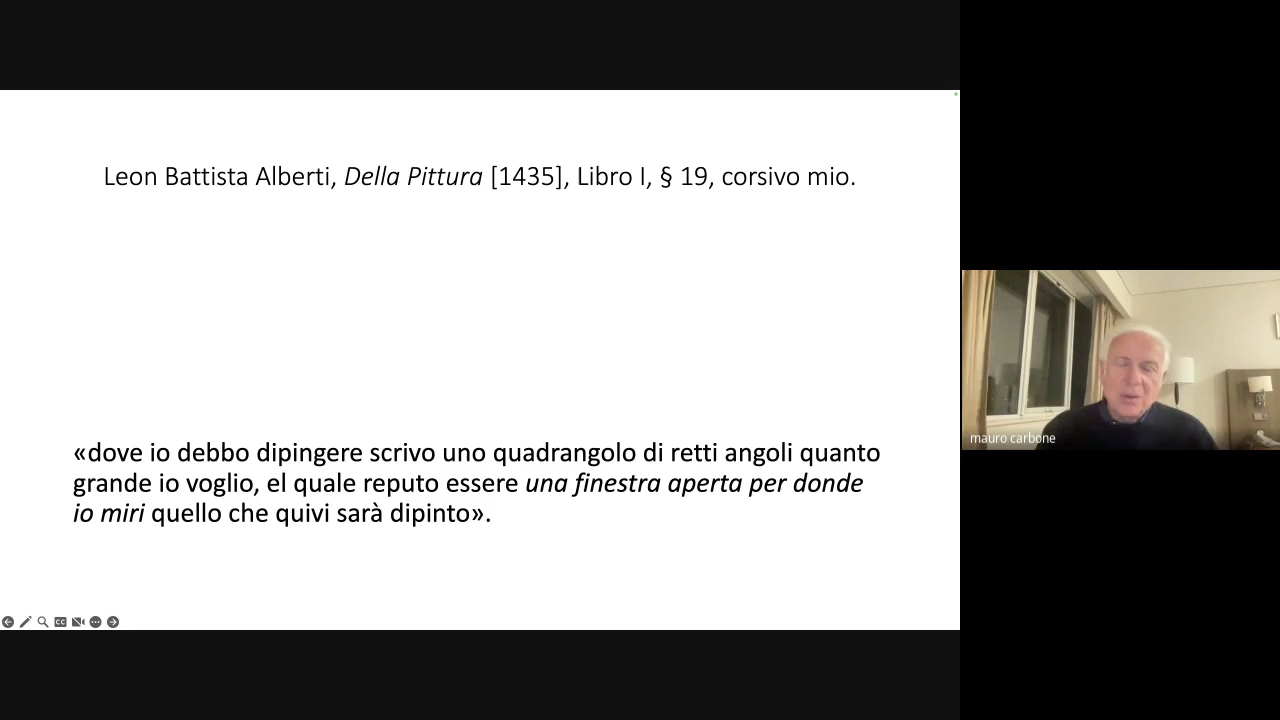 Leon Battista Alberti, Della Pittura [1435], Libro I, § 19, corsivo mio.
«dove io debbo dipingere scrivo uno quadrangolo di retti angoli quanto
grande io voglio, el quale reputo essere una finestra aperta per donde
io miri quello che quivi sarà dipinto».
mauro carbone
CC